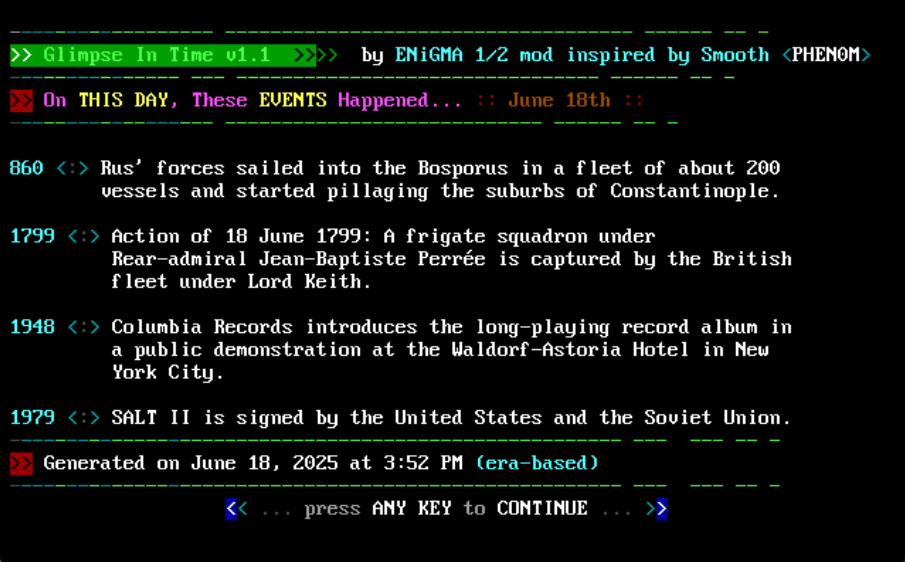 >> Glimpse In Time v1.1 >>>> by ENiGMA 1/2 mod inspired by Smooth <PHEN0M>
>> On THIS DAY, These EVENTS Happened... :: June 18th ::
860 <:> Rus' forces sailed into the Bosporus in a fleet of about 200
vessels and started pillaging the suburbs of Constantinople.
1799 <:> Action of 18 June 1799: A frigate squadron under
Rear-admiral Jean-Baptiste Perrée is captured by the British
fleet under Lord Keith.
1948 <:> Columbia Records introduces the long-playing record album in
a public demonstration at the Waldorf-Astoria Hotel in New
York City.
1979 <:> SALT II is signed by the United States and the Soviet Union.
>> Generated on June 18, 2025 at 3:52 PM (era-based)
<< ... press ANY KEY to CONTINUE ... >>